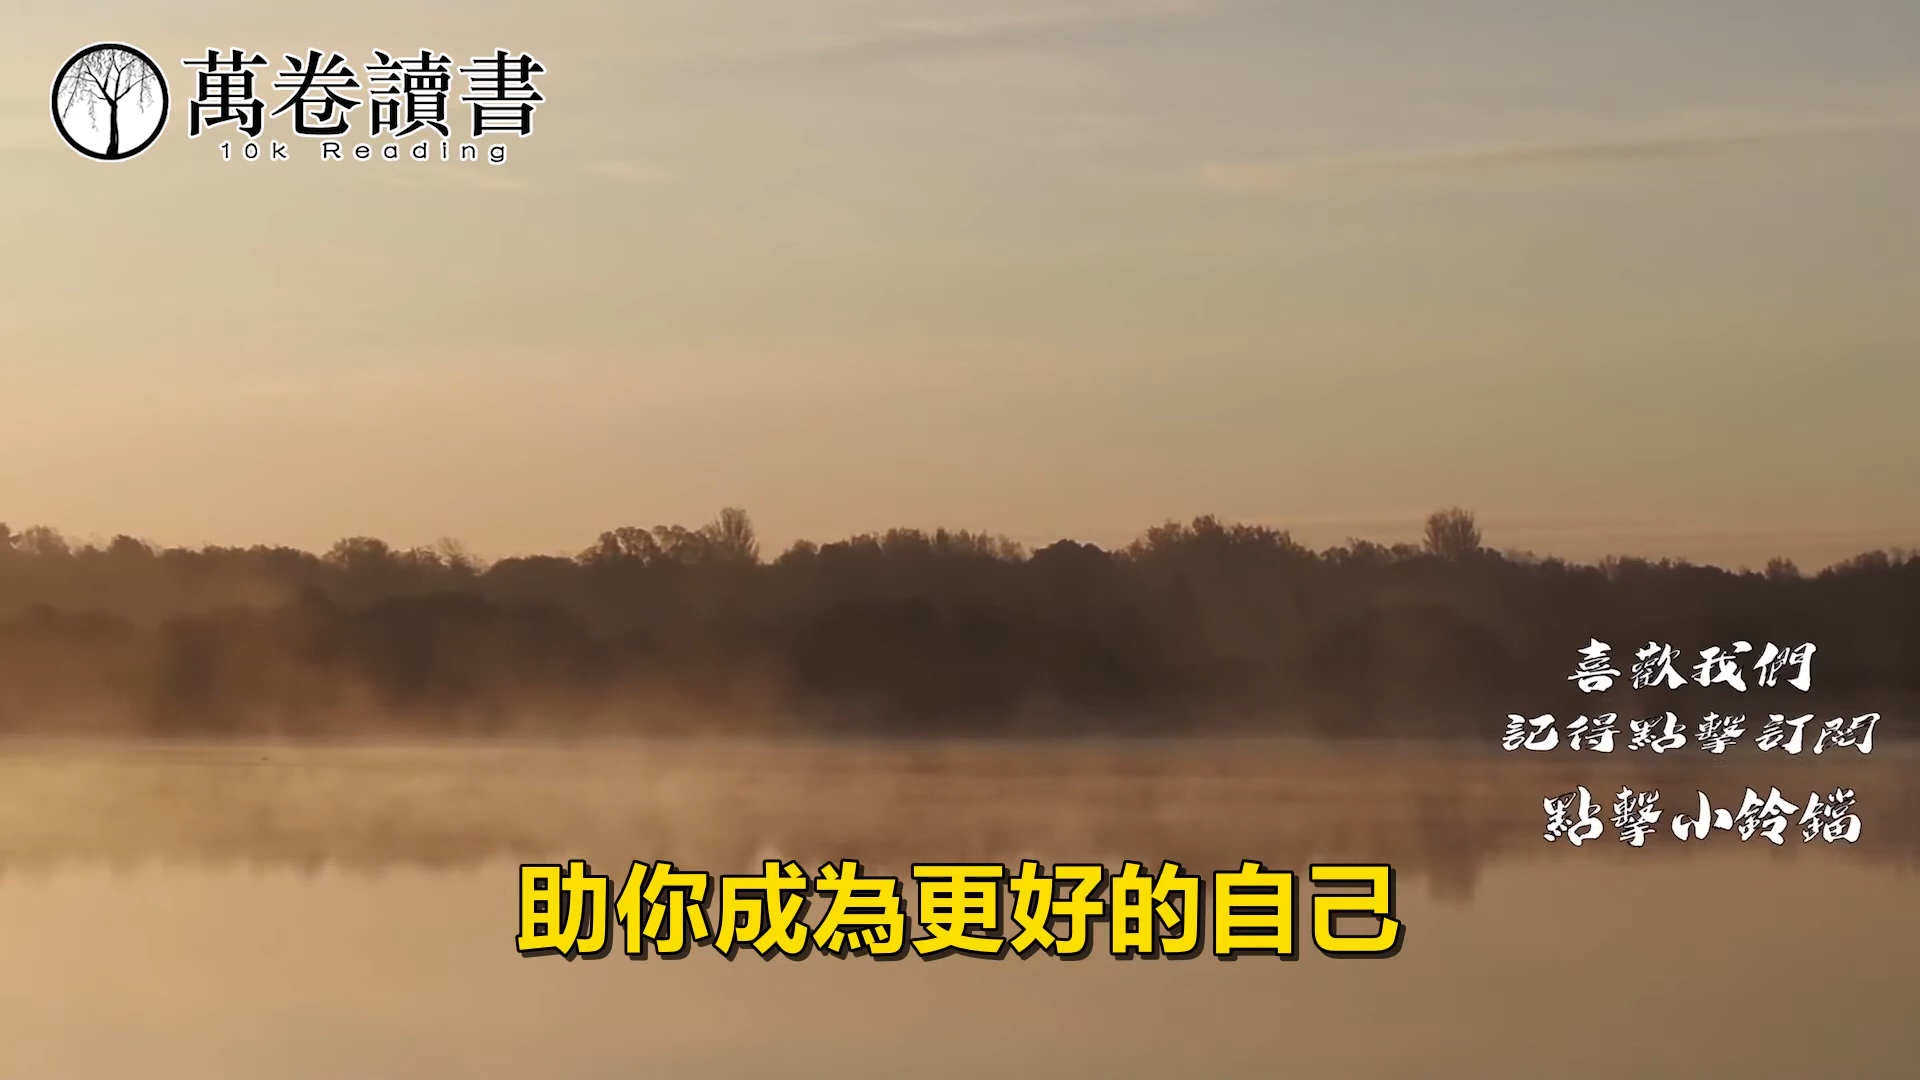 萬卷讀書
10k Reading
喜歡我們
記得點擊訂閱
點擊小鈴鐺
助你成為更好的自己